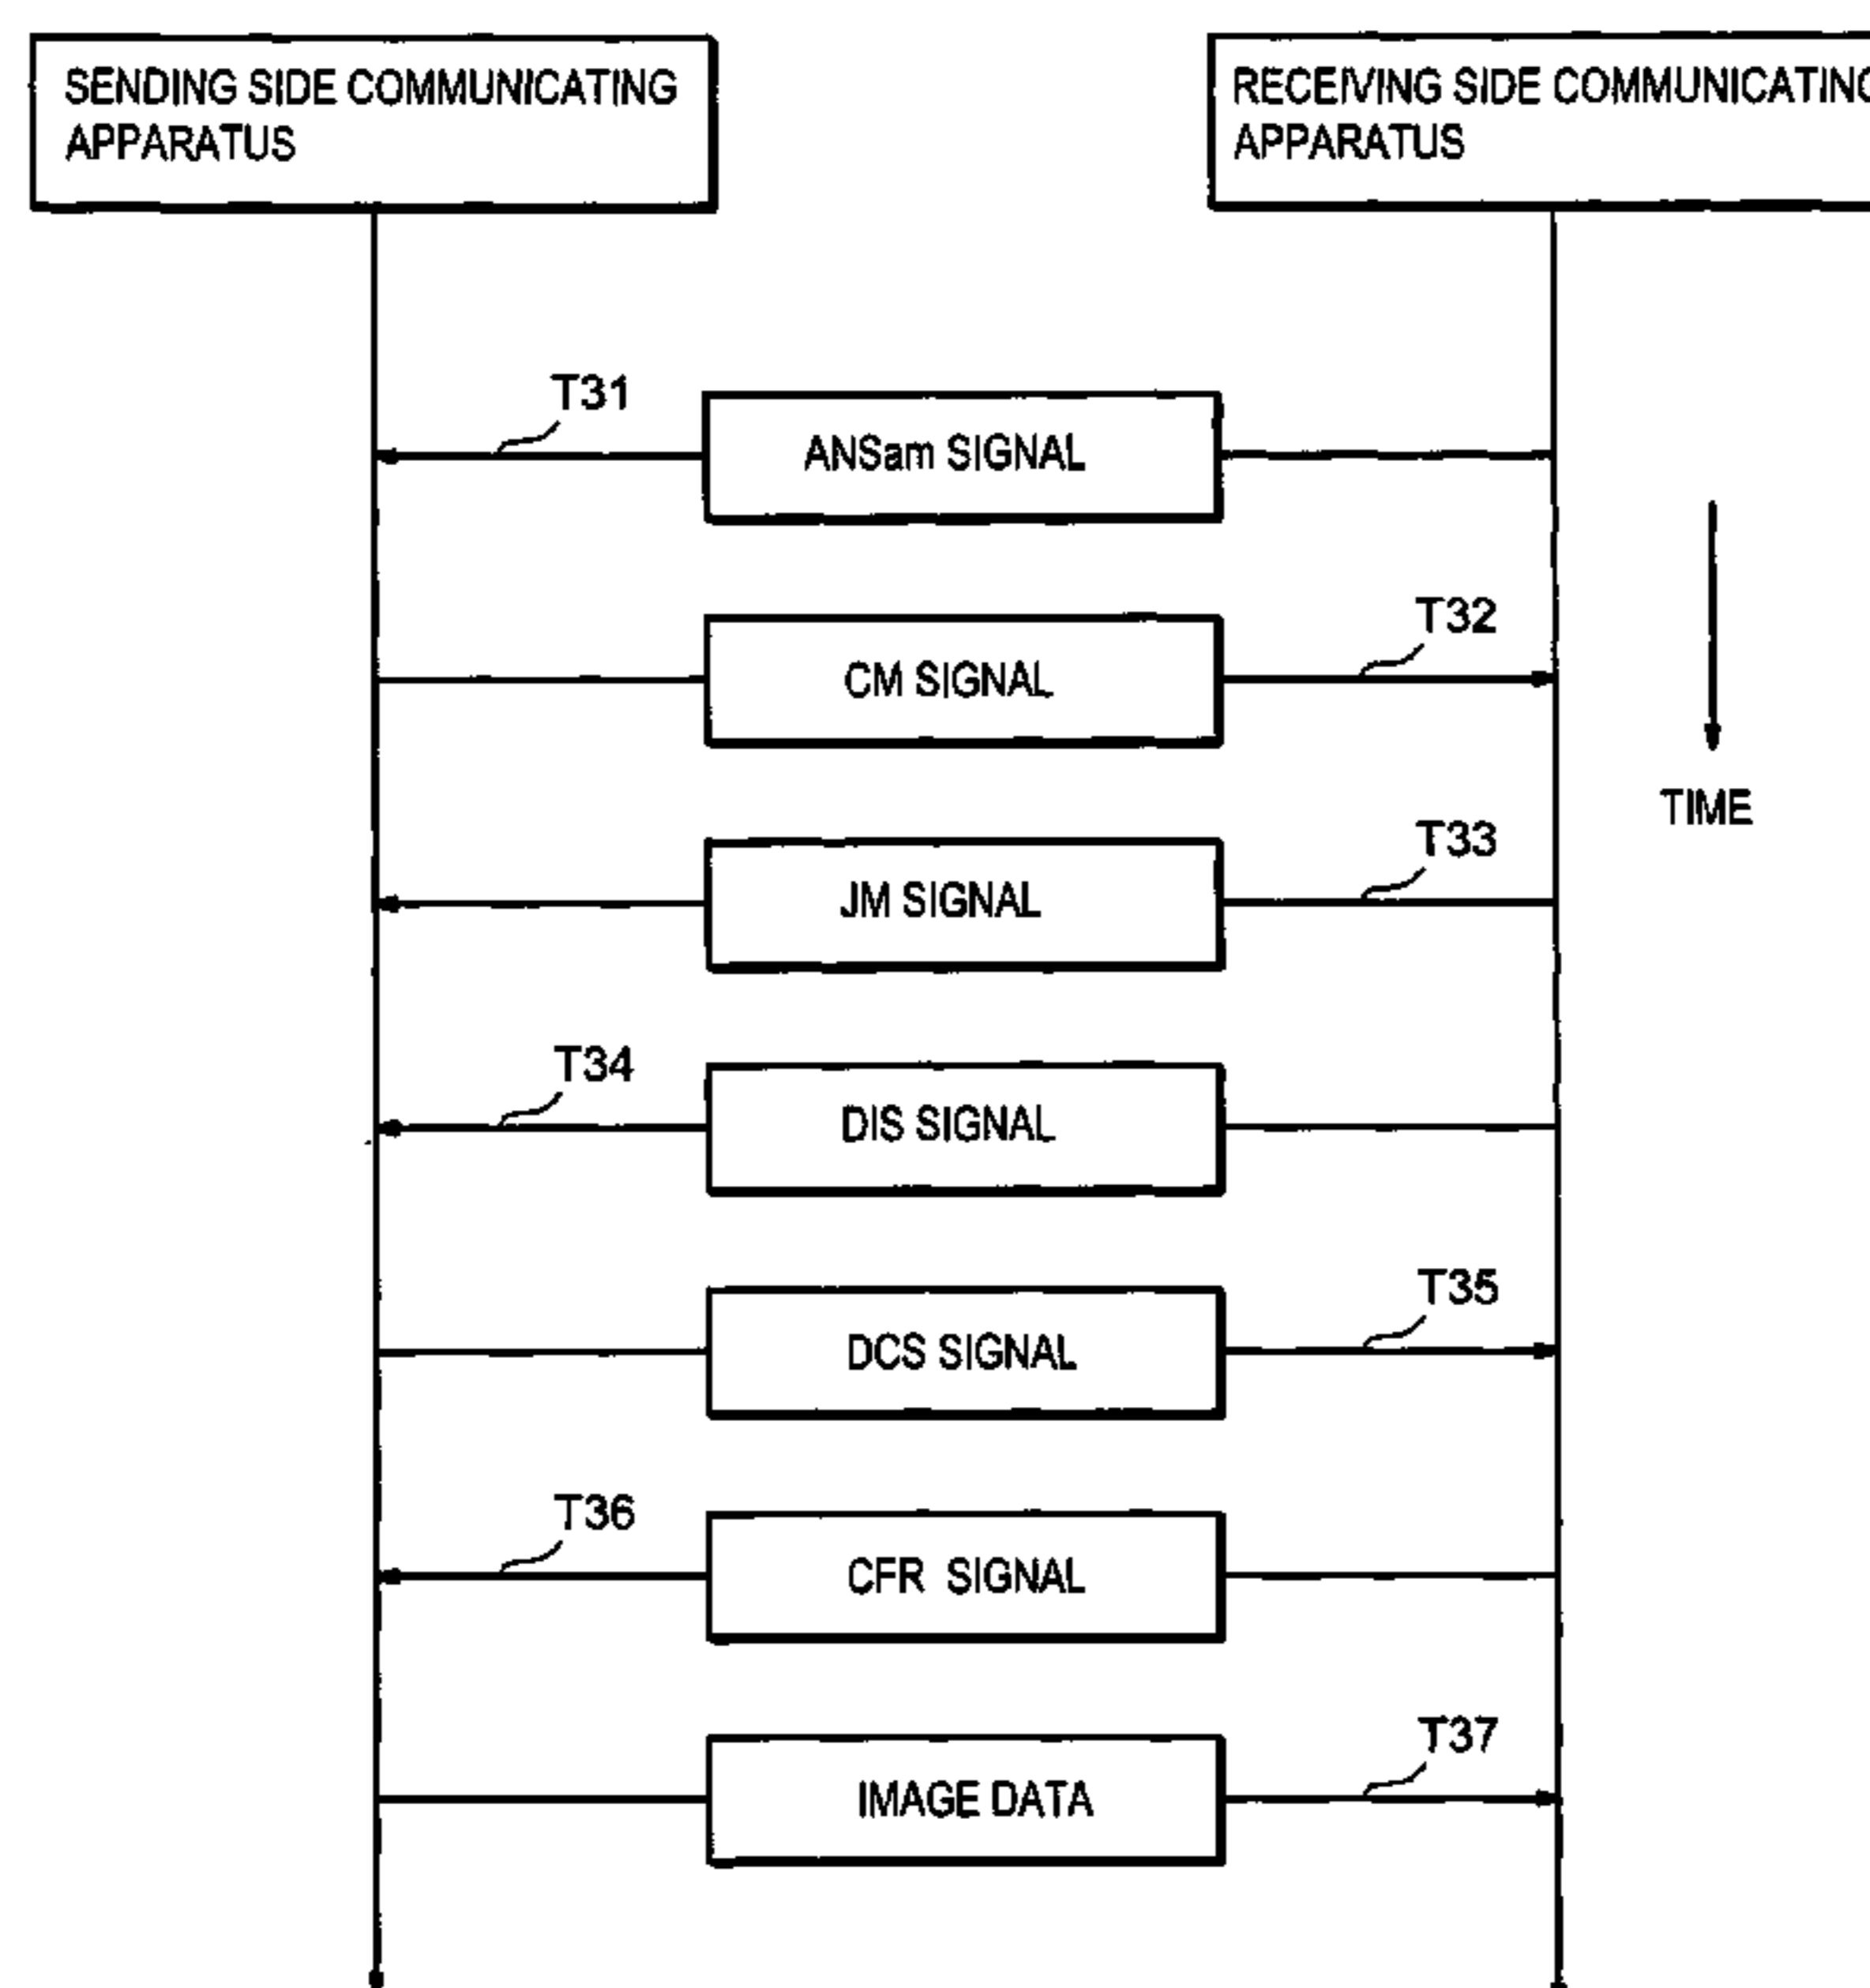 SENDING SIDE COMMUNICATING
APPARATUS
RECEIVING SIDE COMMUNICATING
APPARATUS
T31
ANSam SIGNAL
T32
CM SIGNAL
TIME
T33
JM SIGNAL
T34
DIS SIGNAL
T35
DCS SIGNAL
T36
CFR SIGNAL
T37
IMAGE DATA